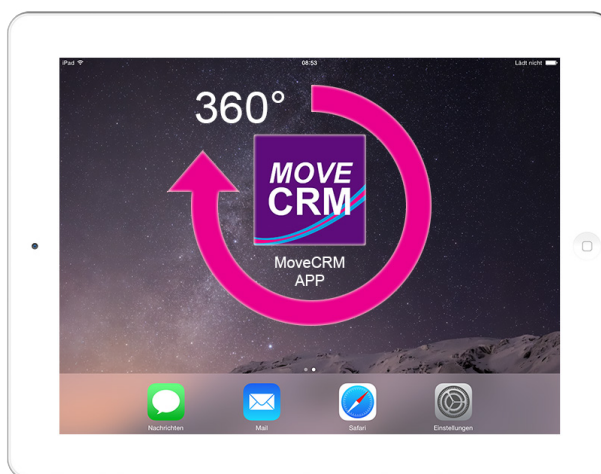 iPad
08:53
Lädt nicht
360°
MOVE
CRM
MoveCRM
APP
Nachrichten
Mail
Safari
Einstellungen